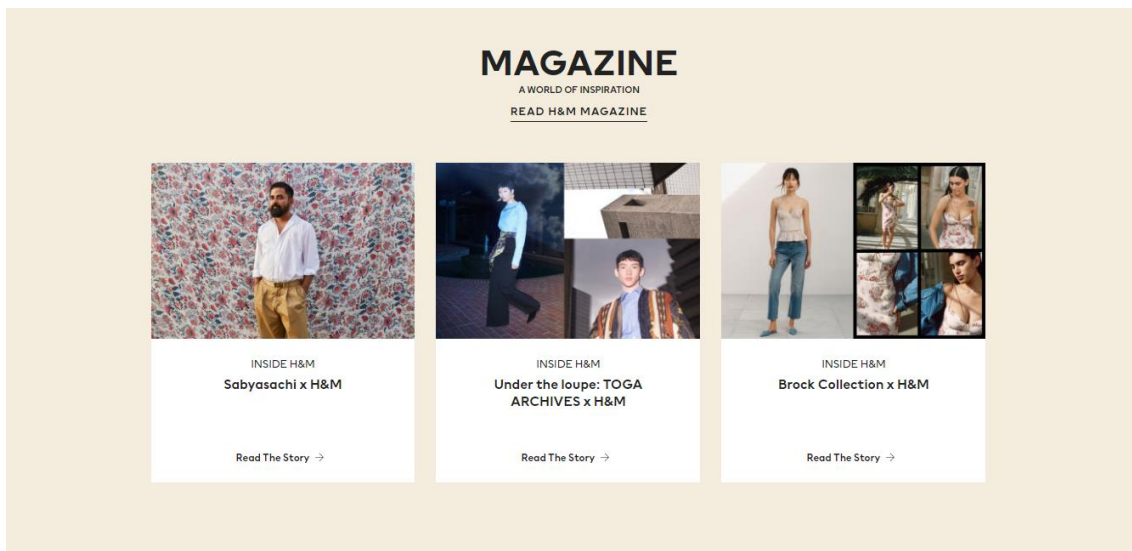 MAGAZINE
A WORLD OF INSPIRATION
READ H&M MAGAZINE
INSIDE H&M
Sabyasachi x H&M
Read The Story →
INSIDE H&M
Under the loupe: TOGA
ARCHIVES x H&M
Read The Story →
INSIDE H&M
Brock Collection x H&M
Read The Story →